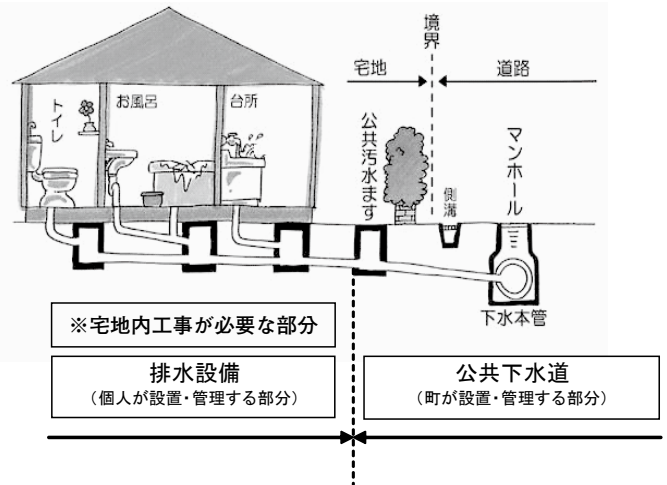 境界
宅地
道路
トイレ
お風呂
台所
公共汚水ます
側溝
マンホール
下水本管
※宅地内工事が必要な部分
排水設備
(個人が設置・管理する部分)
公共下水道
(町が設置・管理する部分)